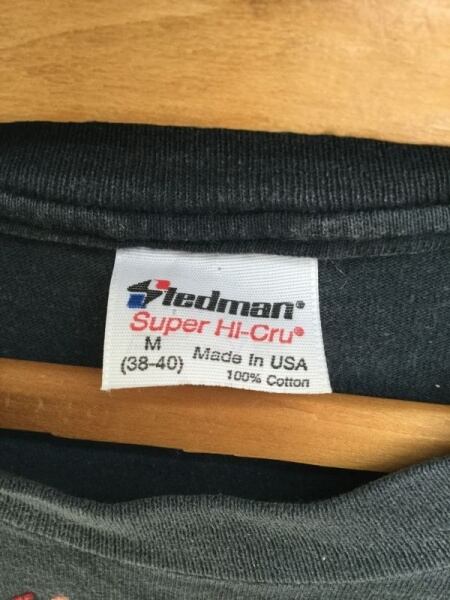 Stedman®
Super Hi-Cru®
M
(38-40)
Made In USA
100% Cotton